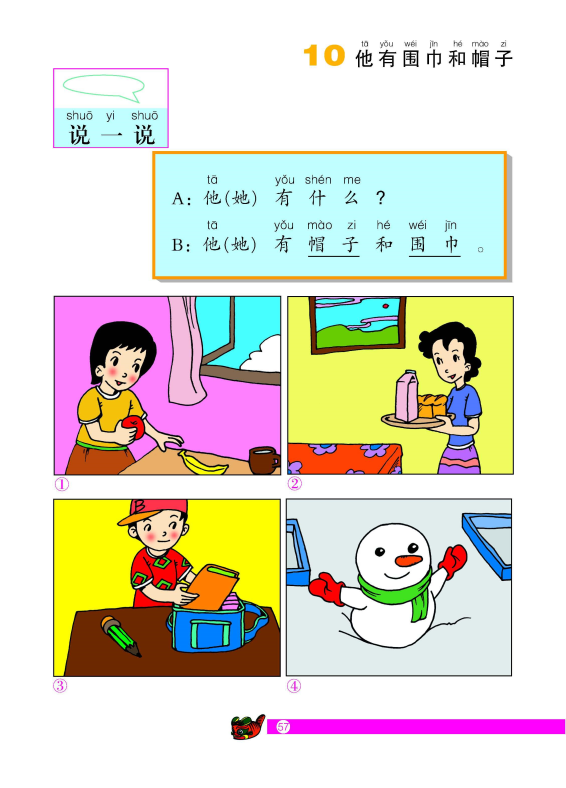 tā yǒu wéi jīn hé mào zi
10 他有围巾和帽子
shuō yi shuō
说一说
tā yǒu shén me
A：他（她）有什么？
tā yǒu mào zi hé wéi jīn
B：他（她）有帽子和围巾。
① ②
B
③ ④
57